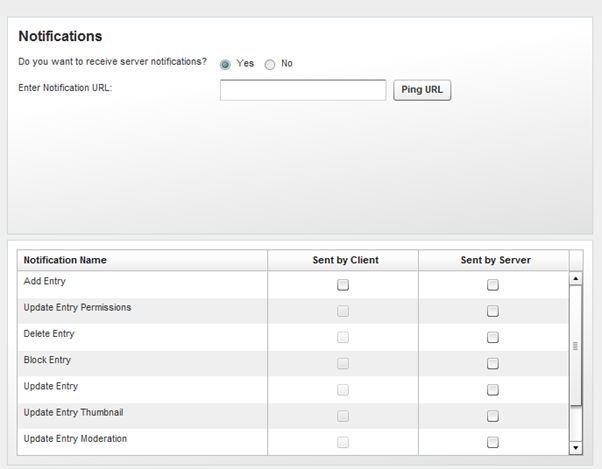 Notifications
Do you want to receive server notifications? Yes No
Enter Notification URL: Ping URL
Notification Name Sent by Client Sent by Server
Add Entry
Update Entry Permissions
Delete Entry
Block Entry
Update Entry
Update Entry Thumbnail
Update Entry Moderation